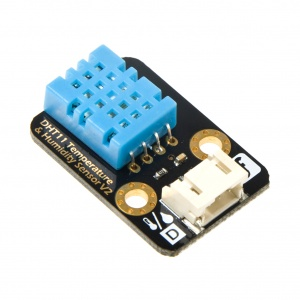 DHT11 Temperature
& Humidity Sensor V2
D